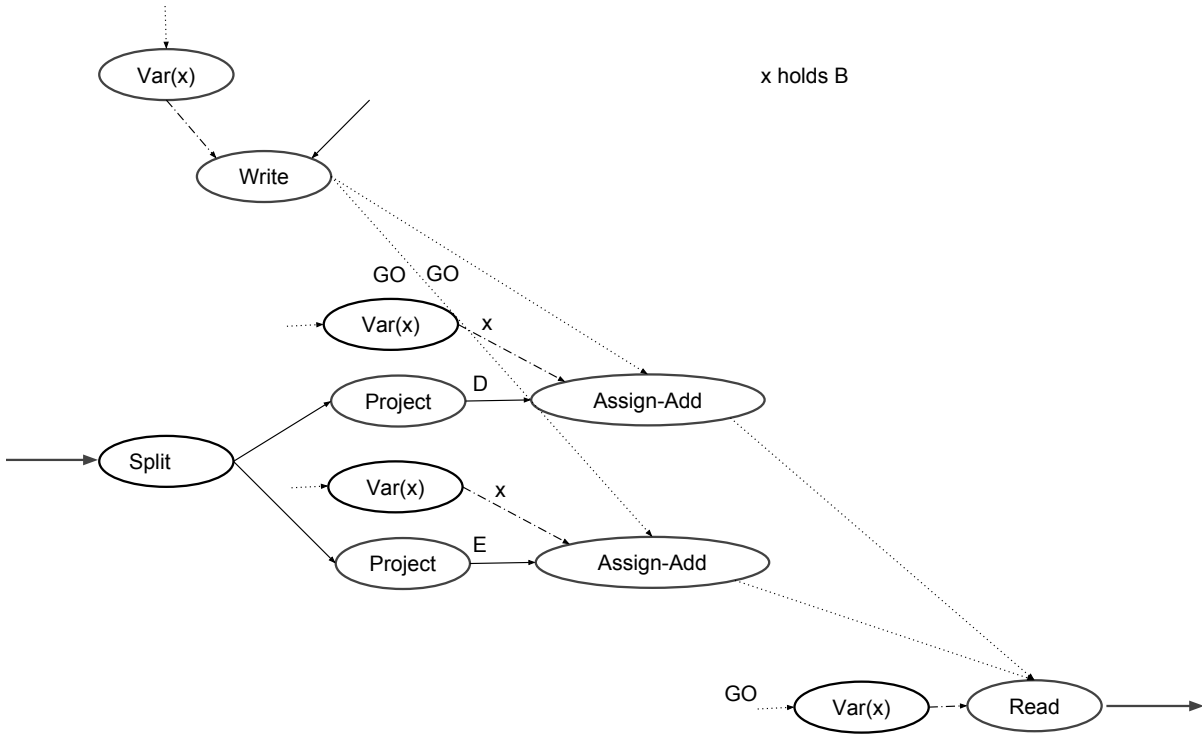 Var(x)
x holds B
Write
GO GO
Var(x)
x
D
Project
Assign-Add
Split
Var(x)
x
E
Project
Assign-Add
GO
Var(x)
Read